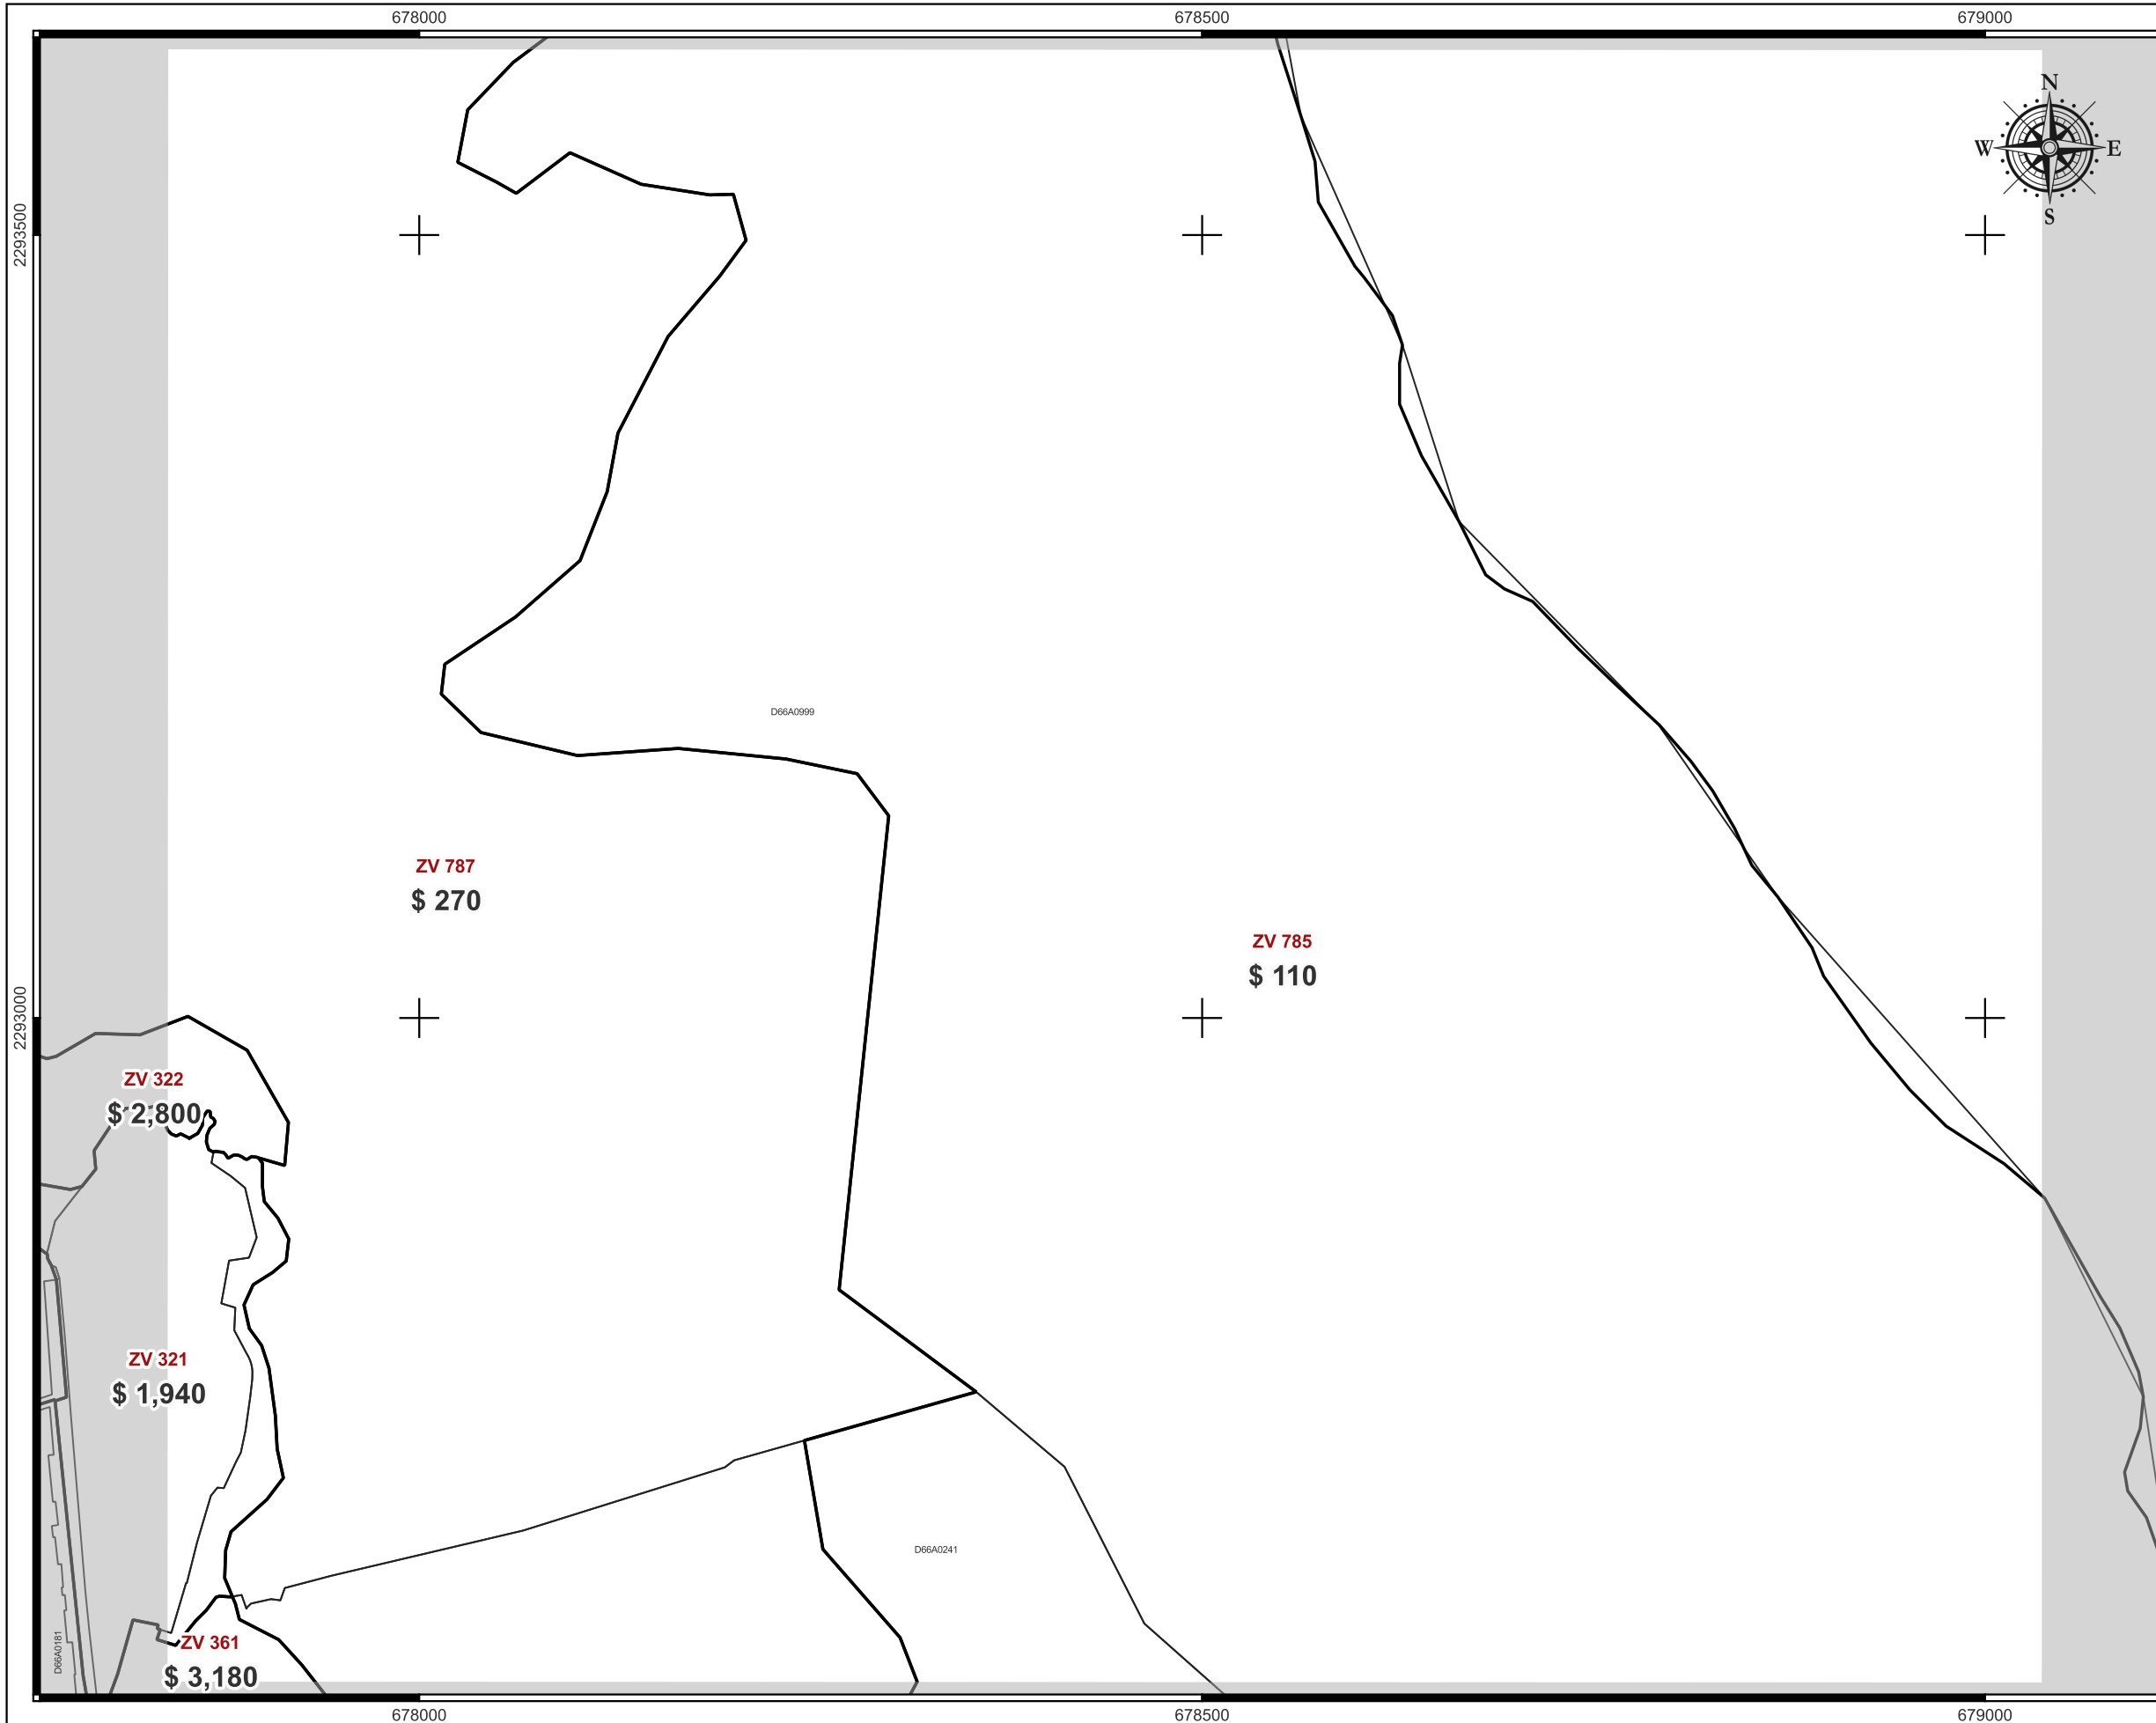 678000 678500 679000
N
W E
S
2293500
D66A0999
ZV 787
$ 270
ZV 785
$ 110
2293000
ZV 322
$ 2,800
ZV 321
$ 1,940
D66A0241
D66A0181
ZV 361
$ 3,180
678000 678500 679000